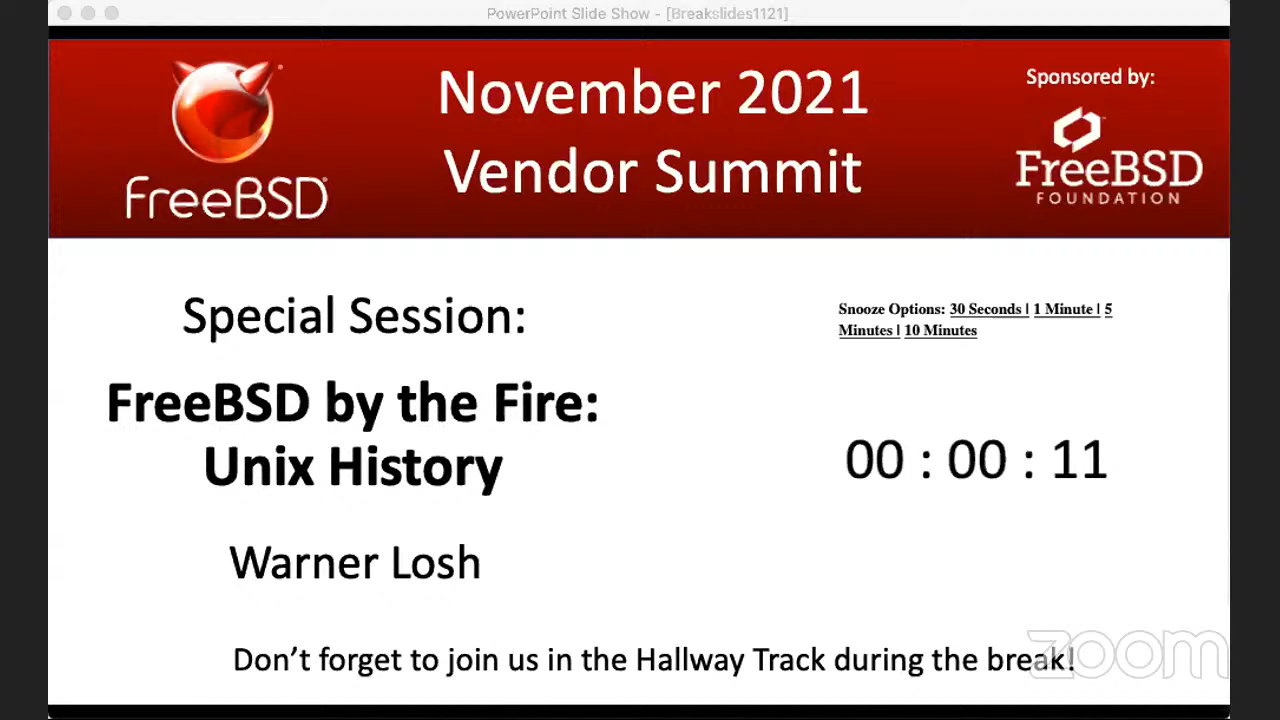 PowerPoint Slide Show - [Breakslides1121]
FreeBSD
November 2021
Vendor Summit
Sponsored by:
FreeBSD
FOUNDATION
Special Session:
FreeBSD by the Fire:
Unix History
Warner Losh
Snooze Options: 30 Seconds | 1 Minute | 5
Minutes | 10 Minutes
00 : 00 : 11
Don't forget to join us in the Hallway Track during the break!
zoom